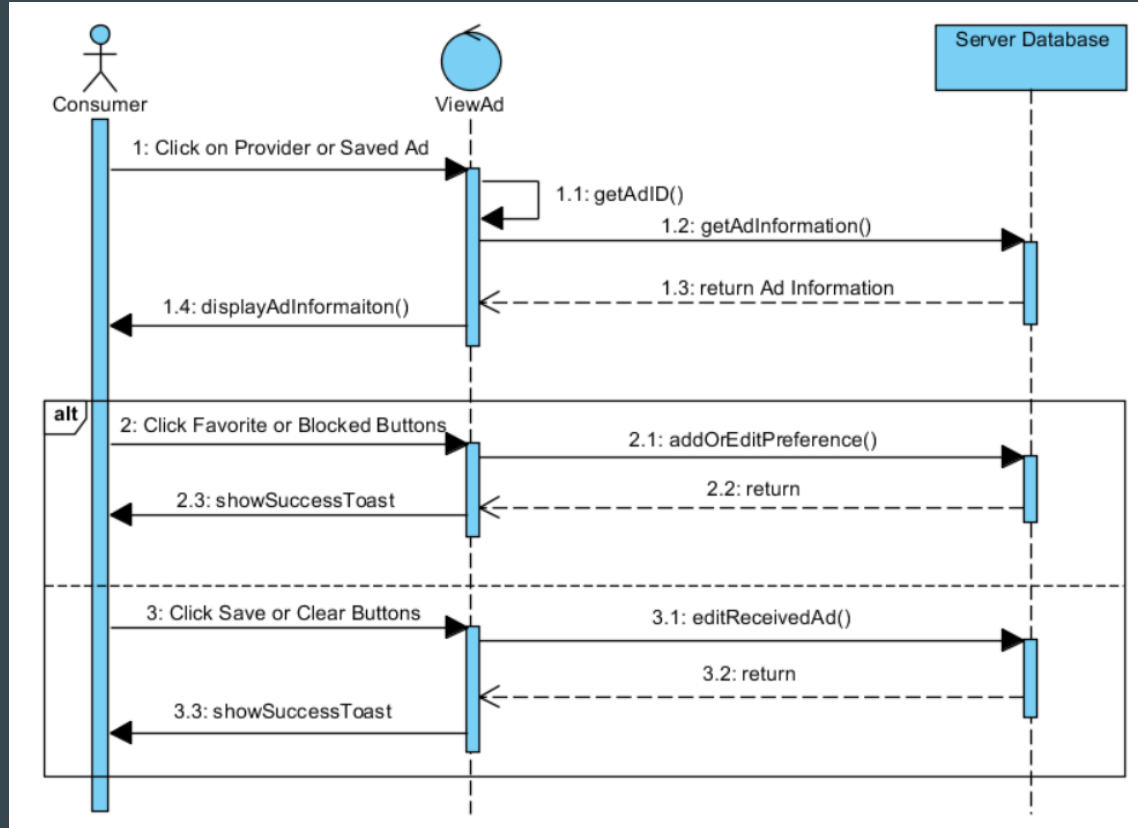 Consumer
ViewAd
Server Database
1: Click on Provider or Saved Ad
1.1: getAdID()
1.2: getAdInformation()
1.3: return Ad Information
1.4: displayAdInformaiton()
alt
2: Click Favorite or Blocked Buttons
2.1: addOrEditPreference()
2.2: return
2.3: showSuccessToast
3: Click Save or Clear Buttons
3.1: editReceivedAd()
3.2: return
3.3: showSuccessToast